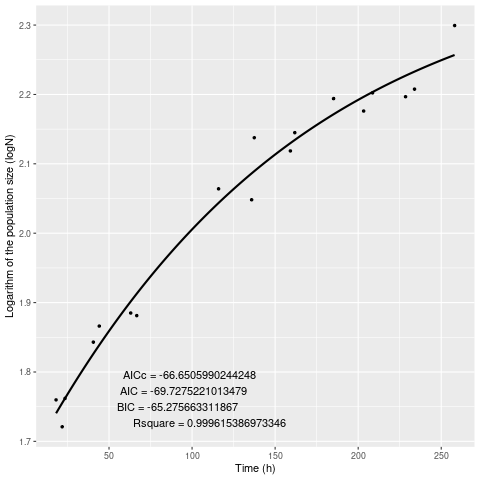 2.3
2.2
2.1
2.0
1.9
1.8
1.7
Logarithm of the population size (logN)
AICc = -66.6505990244248
AIC = -69.7275221013479
BIC = -65.275663311867
Rsquare = 0.999615386973346
50
100
150
200
250
Time (h)